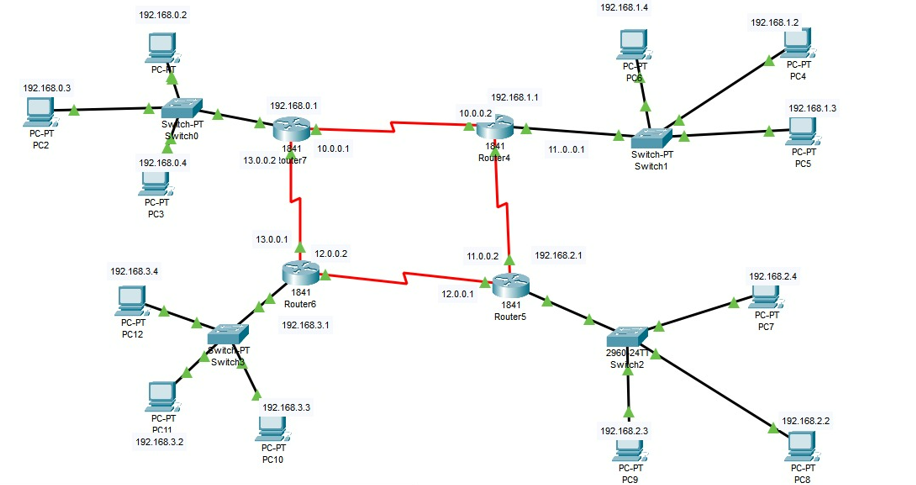 192.168.0.2
PC-PT
192.168.0.3
PC-PT
PC2
Switch-PT
Switch0
192.168.0.4
PC-PT
PC3
192.168.0.1
1841
10.0.0.1
13.0.0.2
10.0.0.2
192.168.1.1
1841
Router4
11..0..0.1
192.168.1.4
PC-PT
PC6
192.168.1.2
PC-PT
PC4
192.168.1.3
PC-PT
PC5
Switch-PT
Switch1
13.0.0.1
12.0.0.2
1841
Router6
192.168.3.4
PC-PT
PC12
192.168.3.1
Switch-PT
PC-PT
PC11
192.168.3.2
192.168.3.3
PC-PT
PC10
11.0.0.2
192.168.2.1
12.0.0.1
1841
Router5
192.168.2.4
PC-PT
PC7
2960-24TT
Switch2
192.168.2.3
PC-PT
PC9
192.168.2.2
PC-PT
PC8